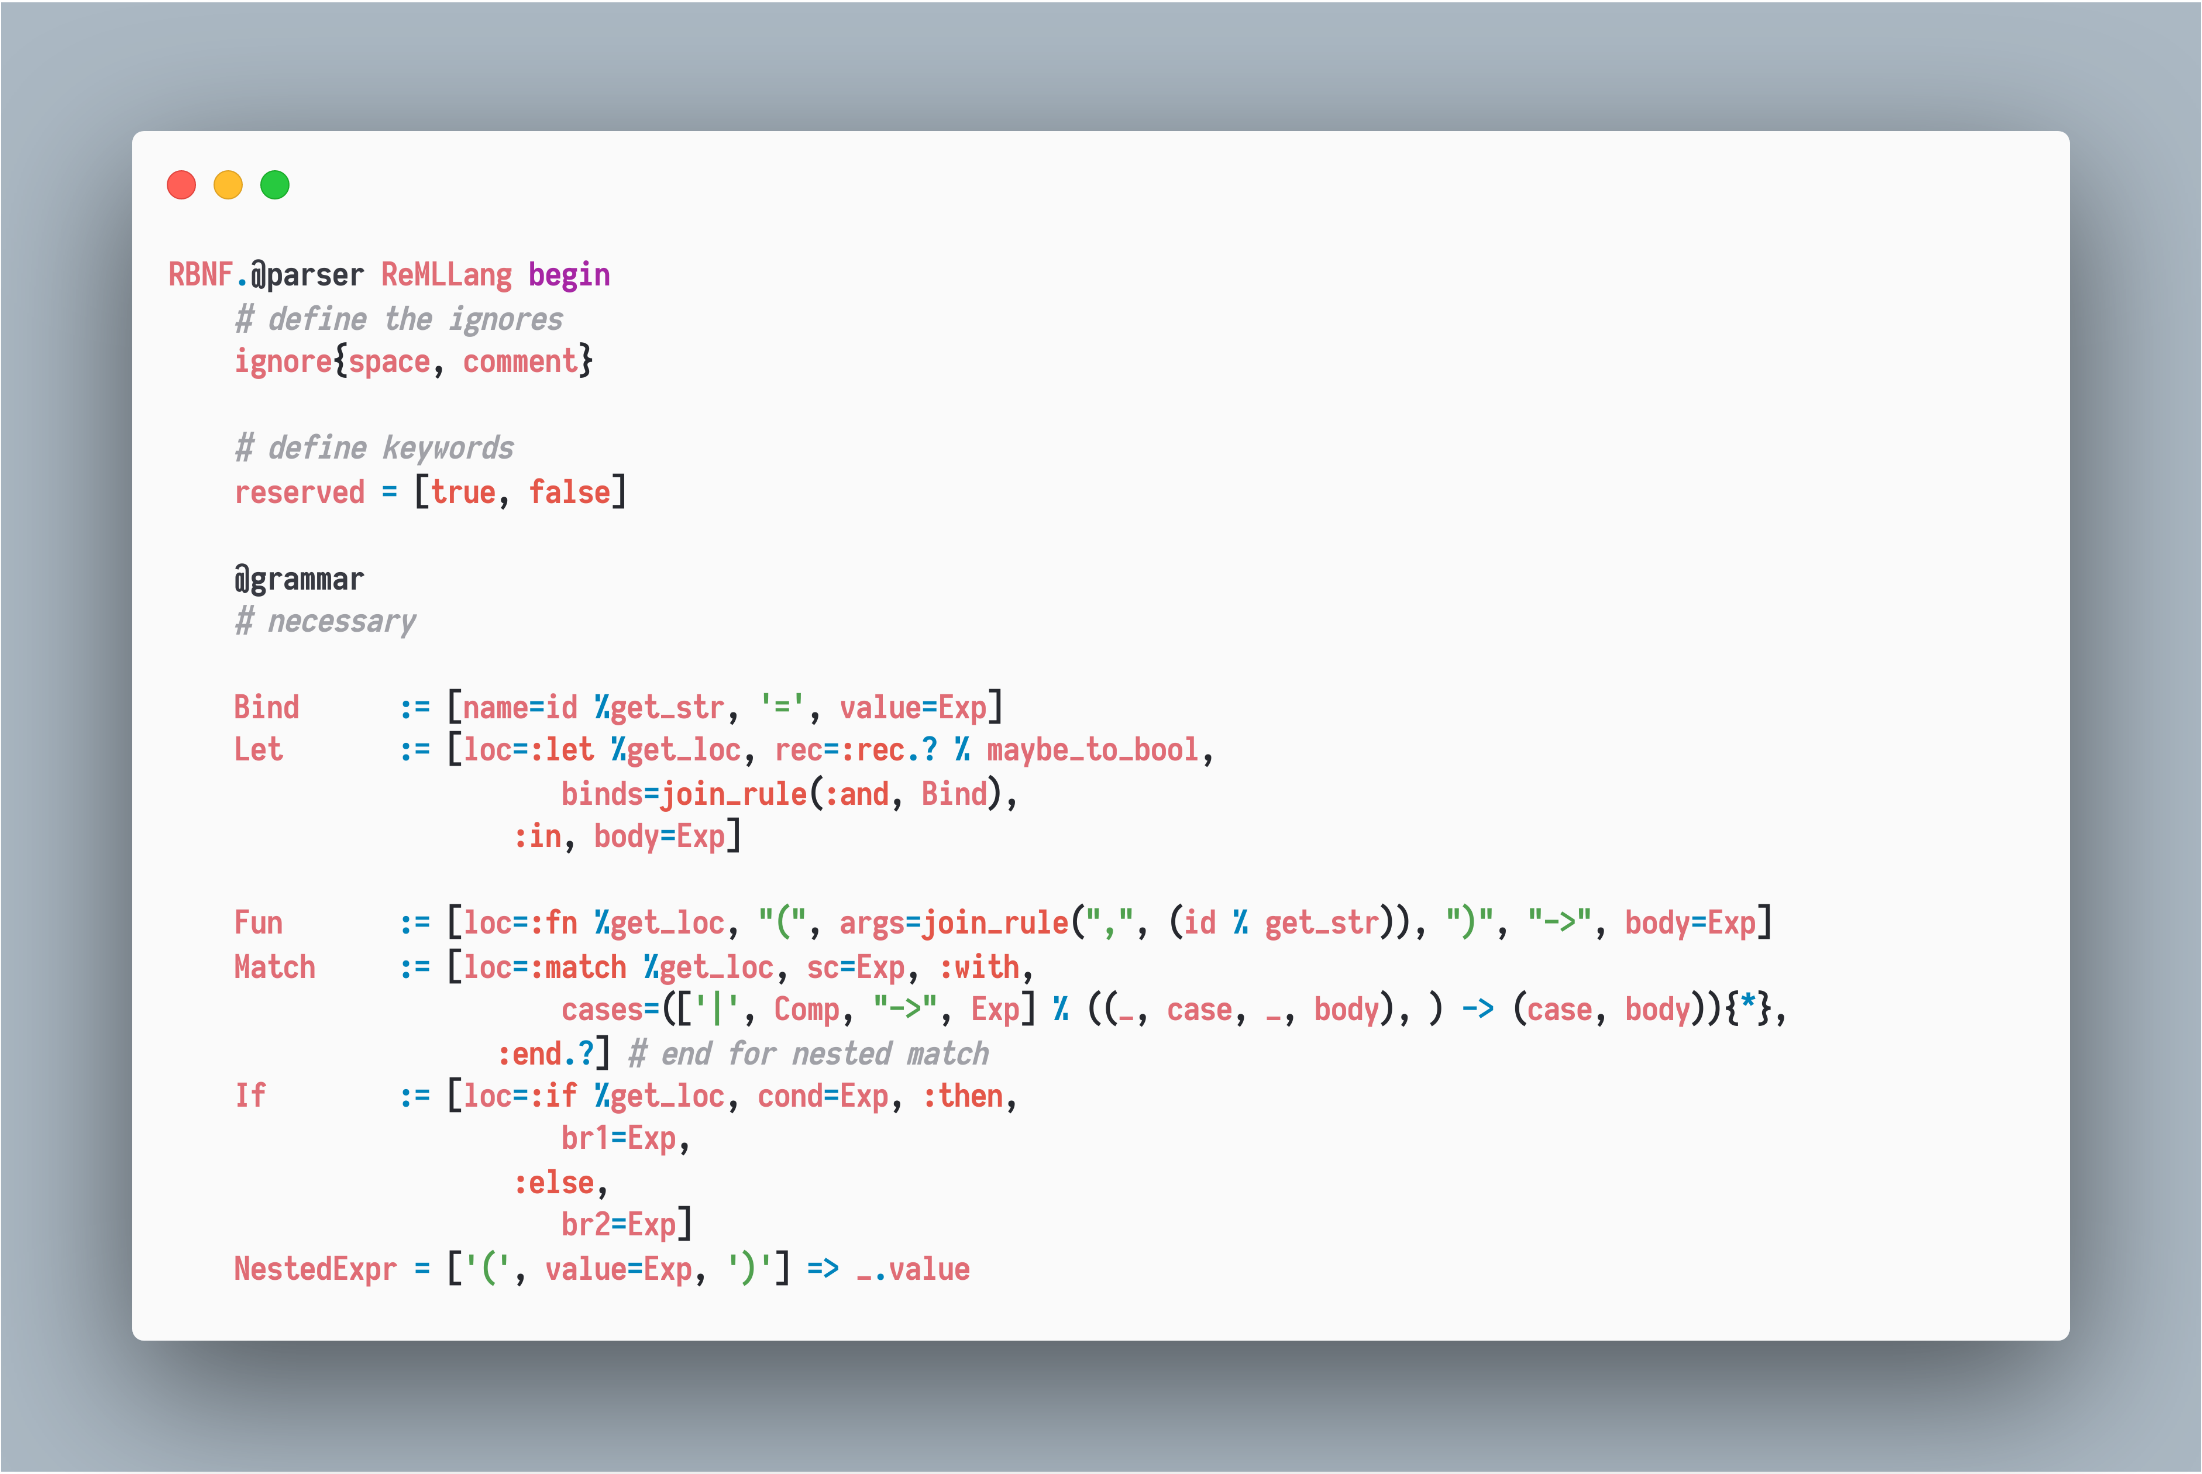 RBNF.@parser ReMLLang begin
    # define the ignores
    ignore{space, comment}

    # define keywords
    reserved = [true, false]

    @grammar
    # necessary

    Bind      := [name=id %get_str, '=', value=Exp]
    Let       := [loc=:let %get_loc, rec=:rec.? % maybe_to_bool,
                        binds=join_rule(:and, Bind),
                     :in, body=Exp]

    Fun       := [loc=:fn %get_loc, "(", args=join_rule(",", (id % get_str)), ")", "->", body=Exp]
    Match     := [loc=:match %get_loc, sc=Exp, :with,
                        cases=(['|', Comp, "->", Exp] % ((_, case, _, body), ) -> (case, body)){*},
                    :end.?] # end for nested match
    If        := [loc=:if %get_loc, cond=Exp, :then,
                        br1=Exp,
                     :else,
                        br2=Exp]
    NestedExpr = ['(', value=Exp, ')'] => _.value